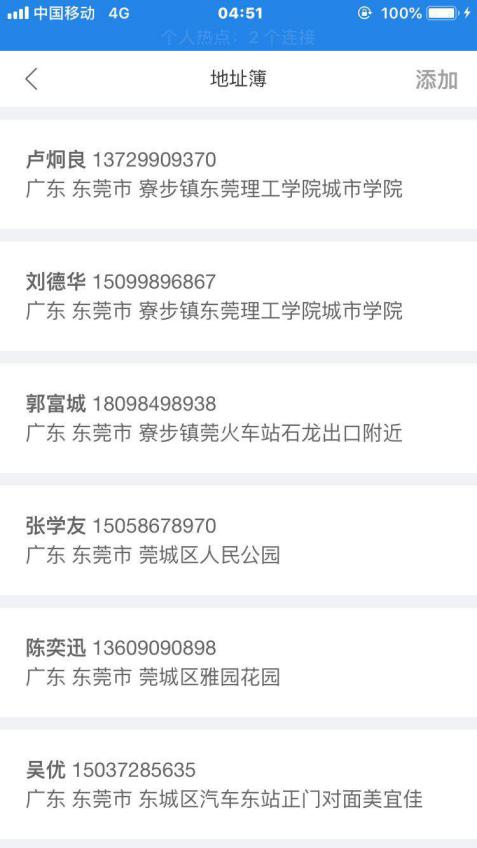 中国移动 4G 04:51 100%
个人热点：2 个连接
地址簿 添加
卢炯良 13729909370
广东 东莞市 寮步镇东莞理工学院城市学院
刘德华 15099896867
广东 东莞市 寮步镇东莞理工学院城市学院
郭富城 18098498938
广东 东莞市 寮步镇莞火车站石龙出口附近
张学友 15058678970
广东 东莞市 莞城区人民公园
陈奕迅 13609090898
广东 东莞市 莞城区雅园花园
吴优 15037285635
广东 东莞市 东城区汽车东站正门对面美宜佳